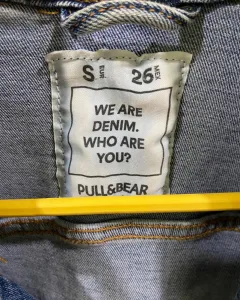 S EUR 26 MEX
WE ARE
DENIM.
WHO ARE
YOU?
PULL&BEAR